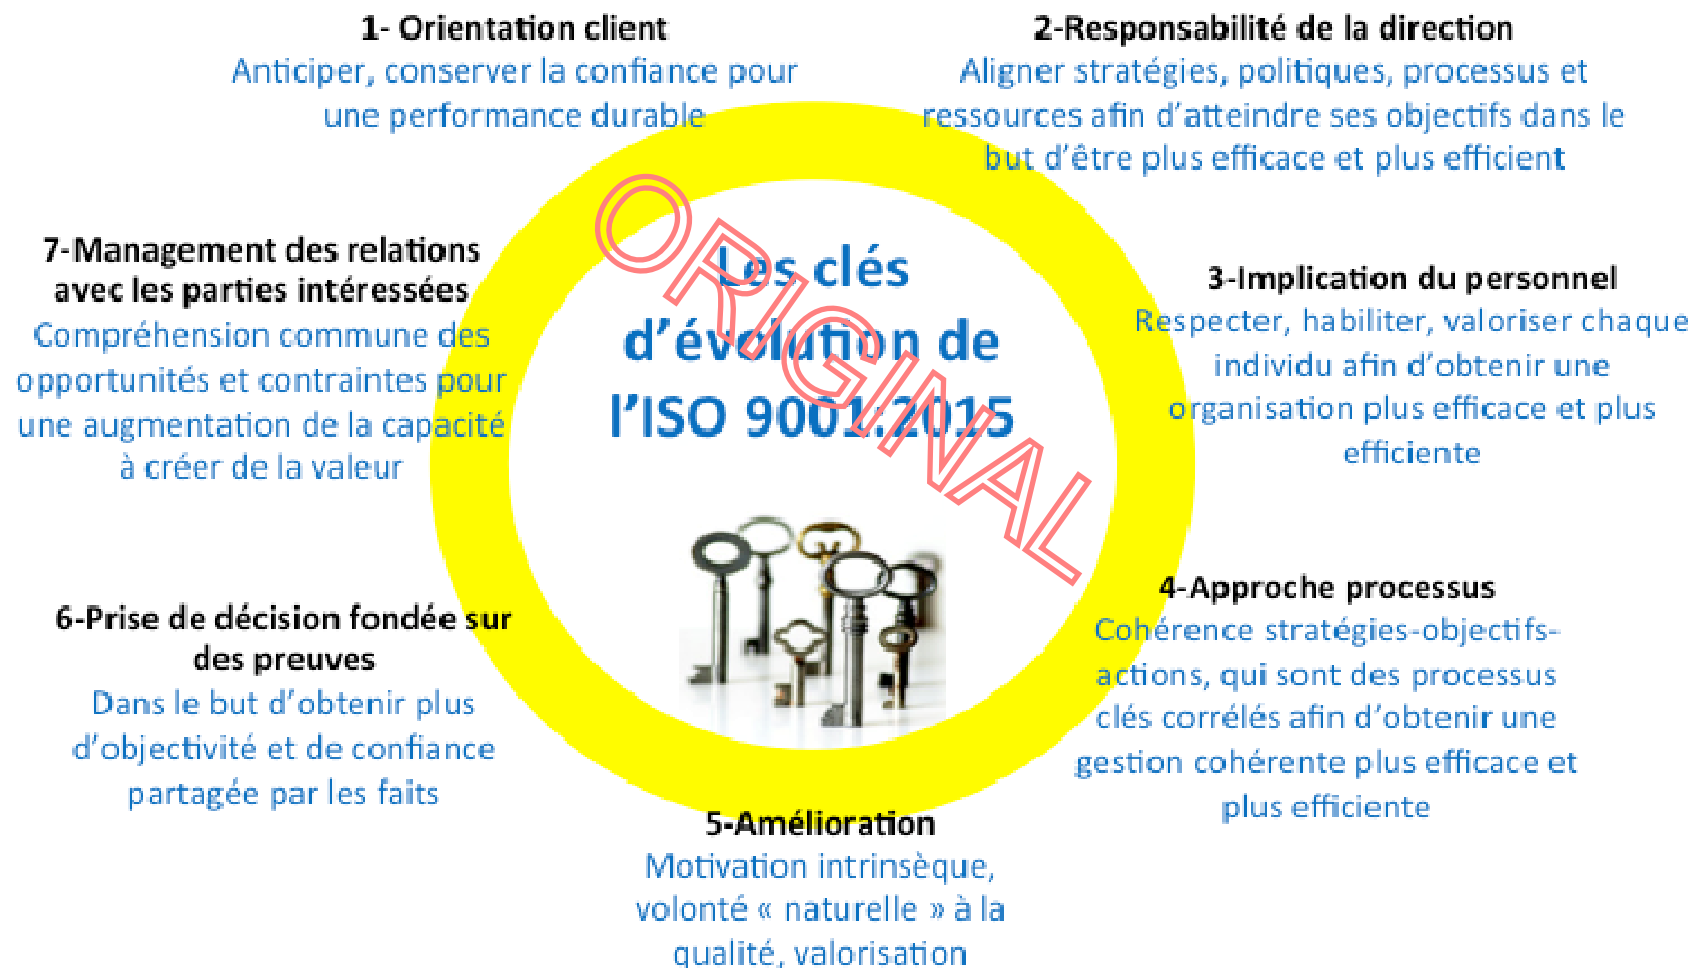 1- Orientation client
Anticiper, conserver la confiance pour
une performance durable
2-Responsabilité de la direction
Aligner stratégies, politiques, processus et
ressources afin d’atteindre ses objectifs dans le
but d’être plus efficace et plus efficient
7-Management des relations
avec les parties intéressées
Compréhension commune des
opportunités et contraintes pour
une augmentation de la capacité
à créer de la valeur
Les clés
d’évolution de
l’ISO 9001:2015
ORIGINAL
3-Implication du personnel
Respecter, habiliter, valoriser chaque
individu afin d’obtenir une
organisation plus efficace et plus
efficiente
6-Prise de décision fondée sur
des preuves
Dans le but d’obtenir plus
d’objectivité et de confiance
partagée par les faits
4-Approche processus
Cohérence stratégies-objectifs-
actions, qui sont des processus
clés corrélés afin d’obtenir une
gestion cohérente plus efficace et
plus efficiente
5-Amélioration
Motivation intrinsèque,
volonté « naturelle » à la
qualité, valorisation